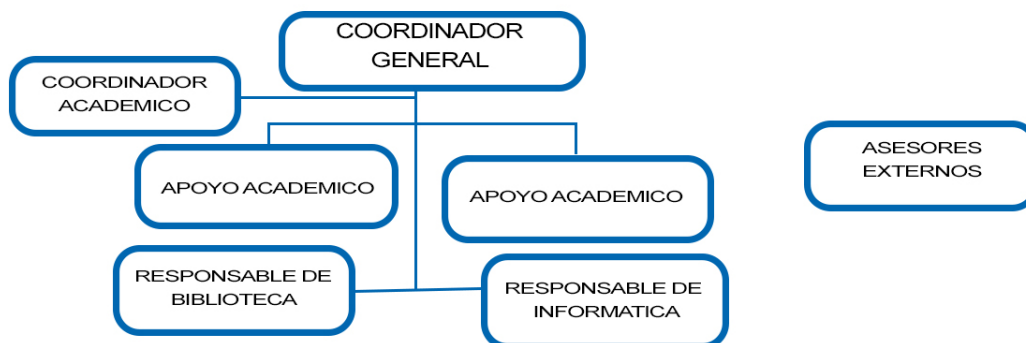 COORDINADOR
GENERAL
COORDINADOR
ACADEMICO
APOYO ACADEMICO
APOYO ACADEMICO
ASESORES
EXTERNOS
RESPONSABLE DE
BIBLIOTECA
RESPONSABLE DE
INFORMATICA